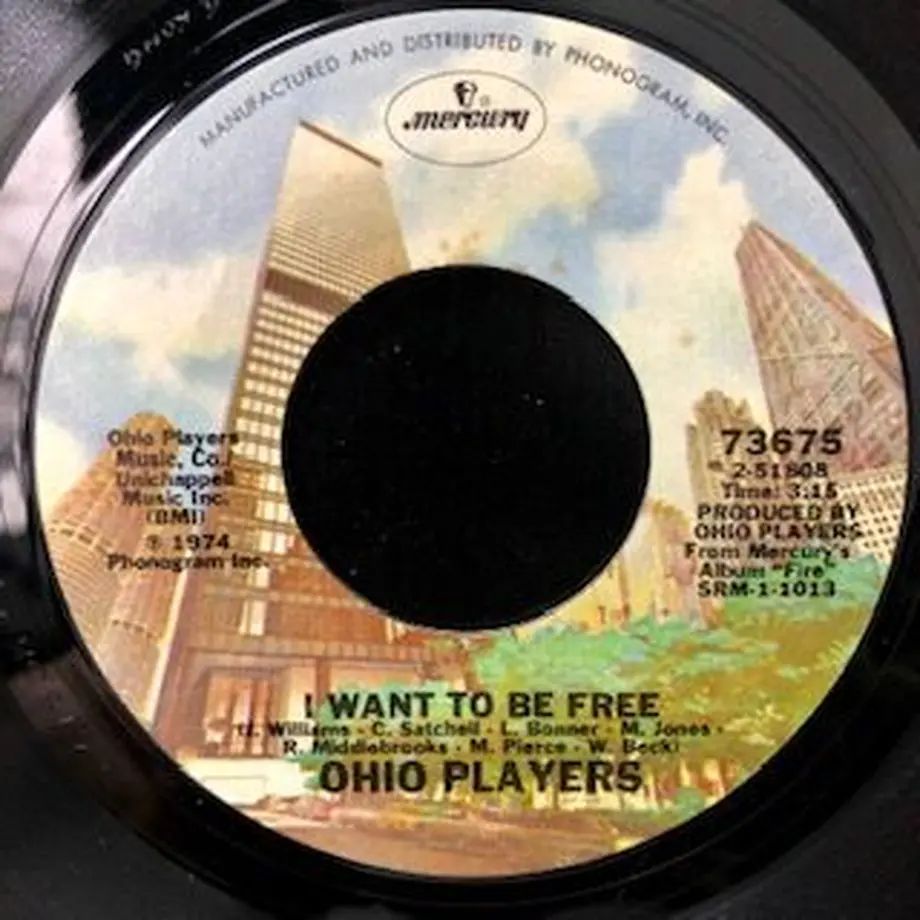 MANUFACTURED AND DISTRIBUTED BY PHONOGRAM, INC.
mercury
®
Ohio Players
Music, Co./
Unichappell
Music Inc.
(BMI)
℗ 1974
Phonogram Inc.
73675
2-51808
Time: 3:15
PRODUCED BY
OHIO PLAYERS
From Mercury's
Album "Fire"
SRM-1-1013
I WANT TO BE FREE
Williams · C. Satchell · L. Bonner · M. Jones ·
R. Middlebrooks · M. Pierce · W. Beck)
OHIO PLAYERS